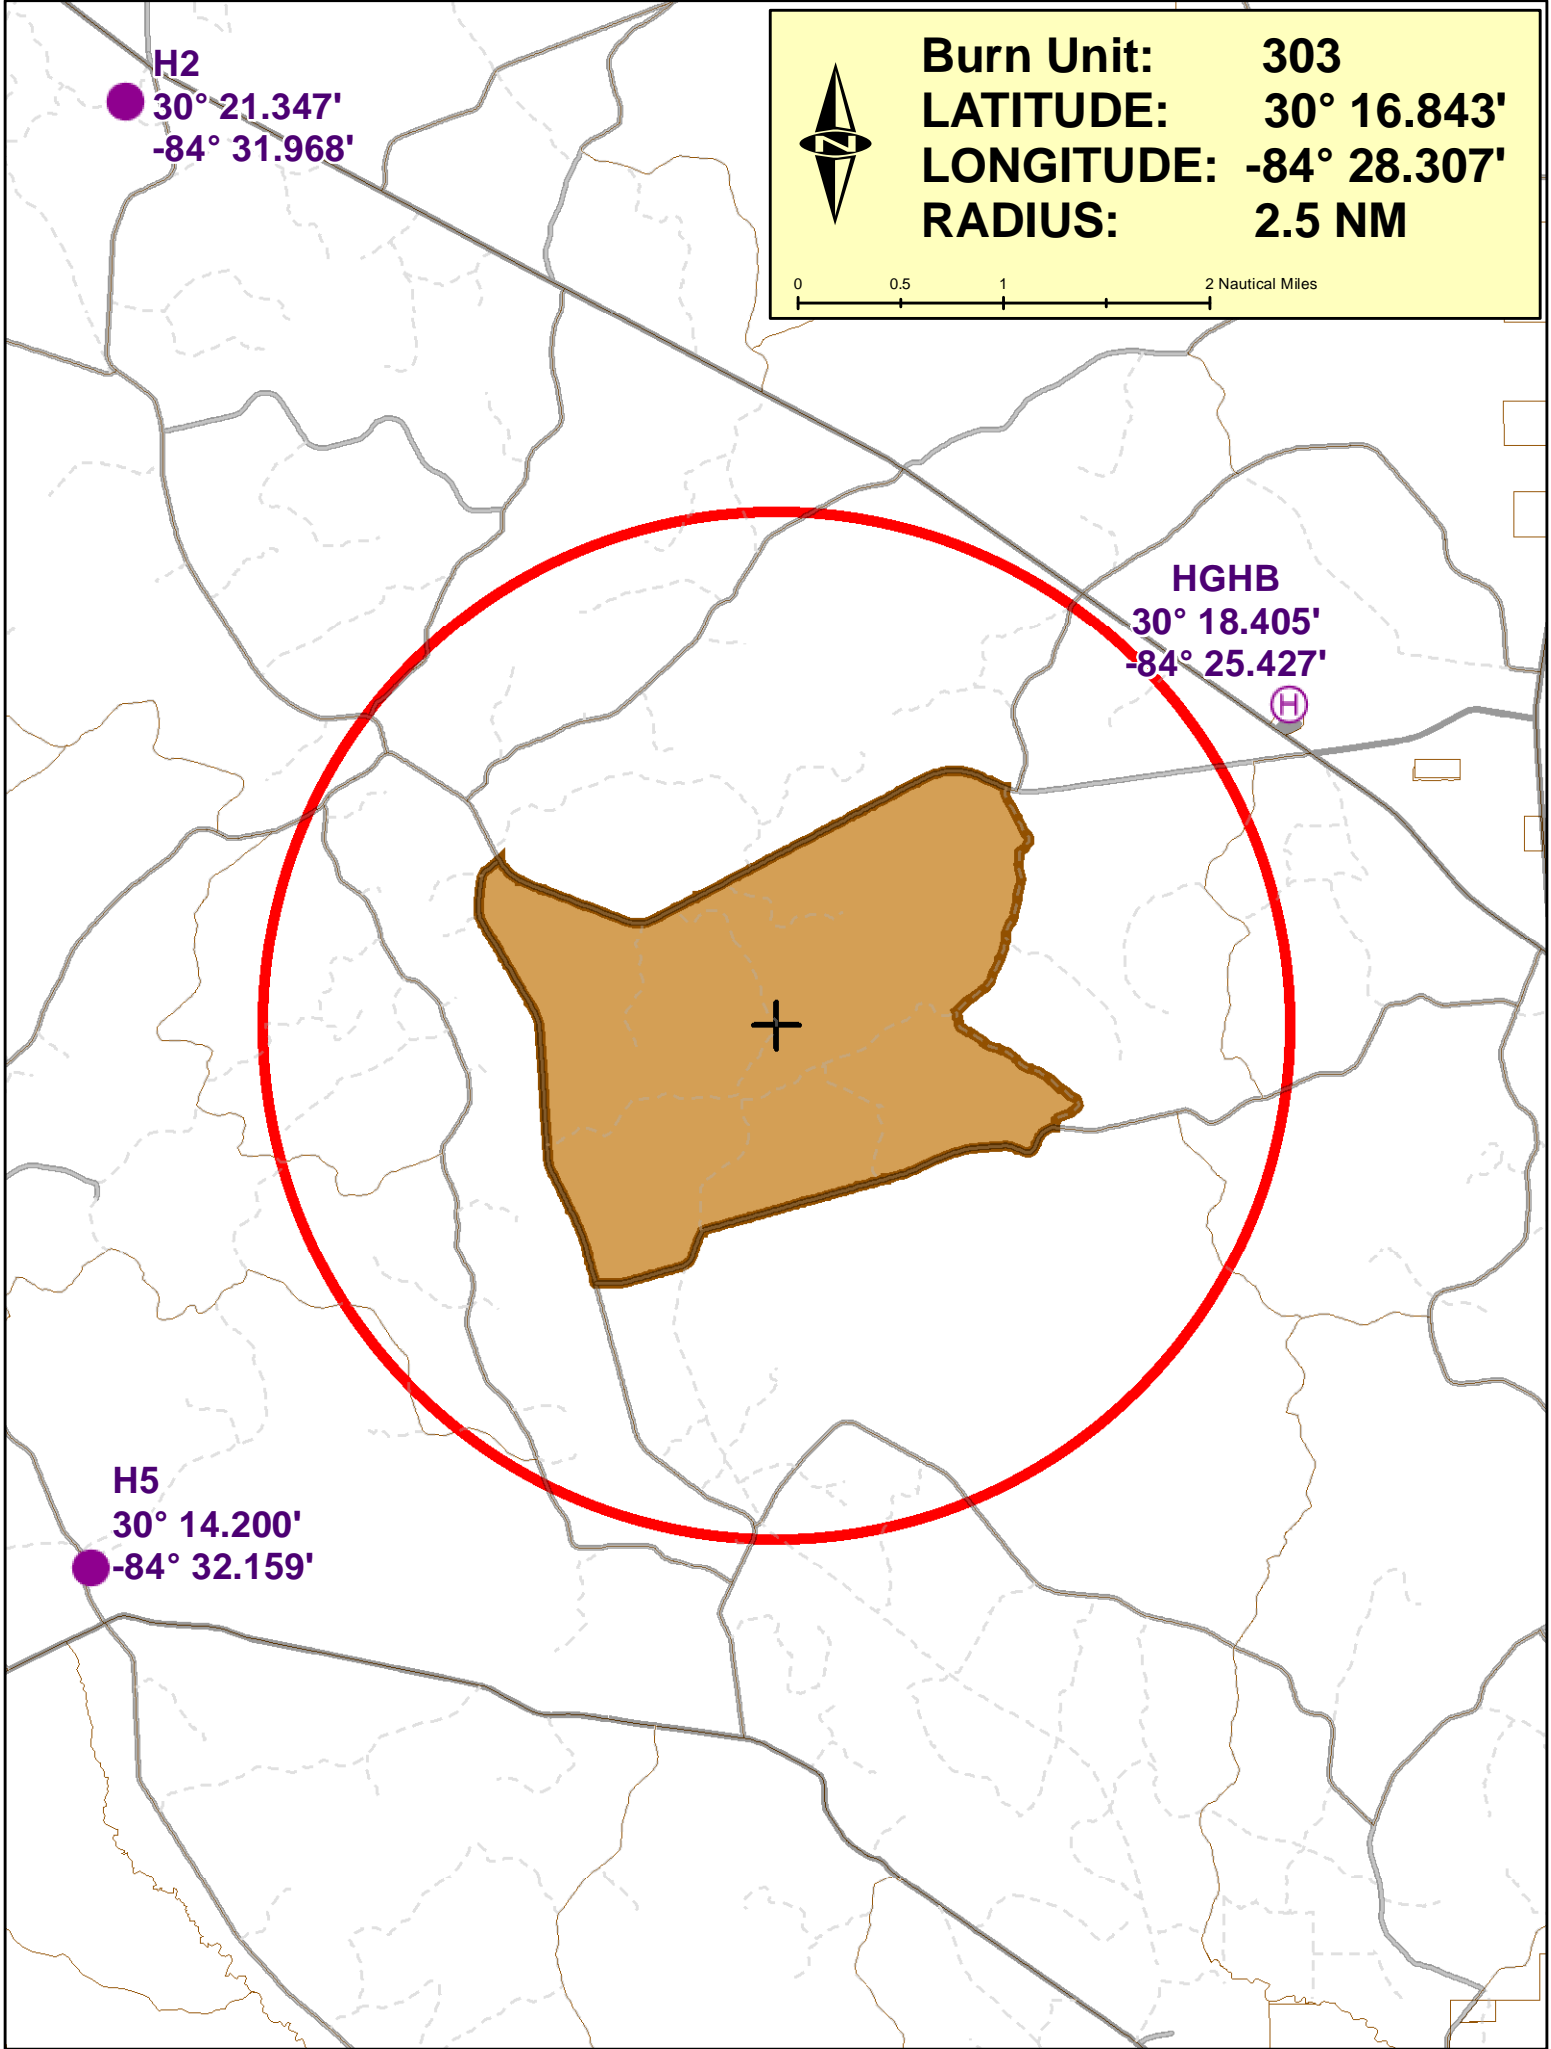 H2
30° 21.347'
-84° 31.968'
Burn Unit: 303
LATITUDE: 30° 16.843'
LONGITUDE: -84° 28.307'
RADIUS: 2.5 NM
N
0 0.5 1 2 Nautical Miles
HGHB
30° 18.405'
-84° 25.427'
H
H5
30° 14.200'
-84° 32.159'